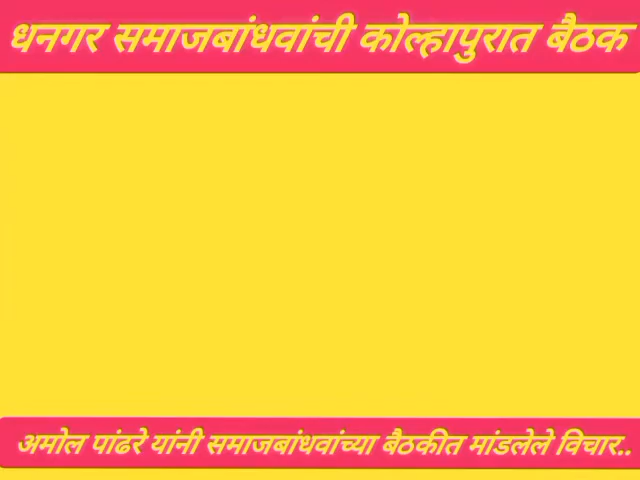 धनगर समाजबांधवांची कोल्हापुरात बैठक
अमोल पांढरे यांनी समाजबांधवांच्या बैठकीत मांडलेले विचार..